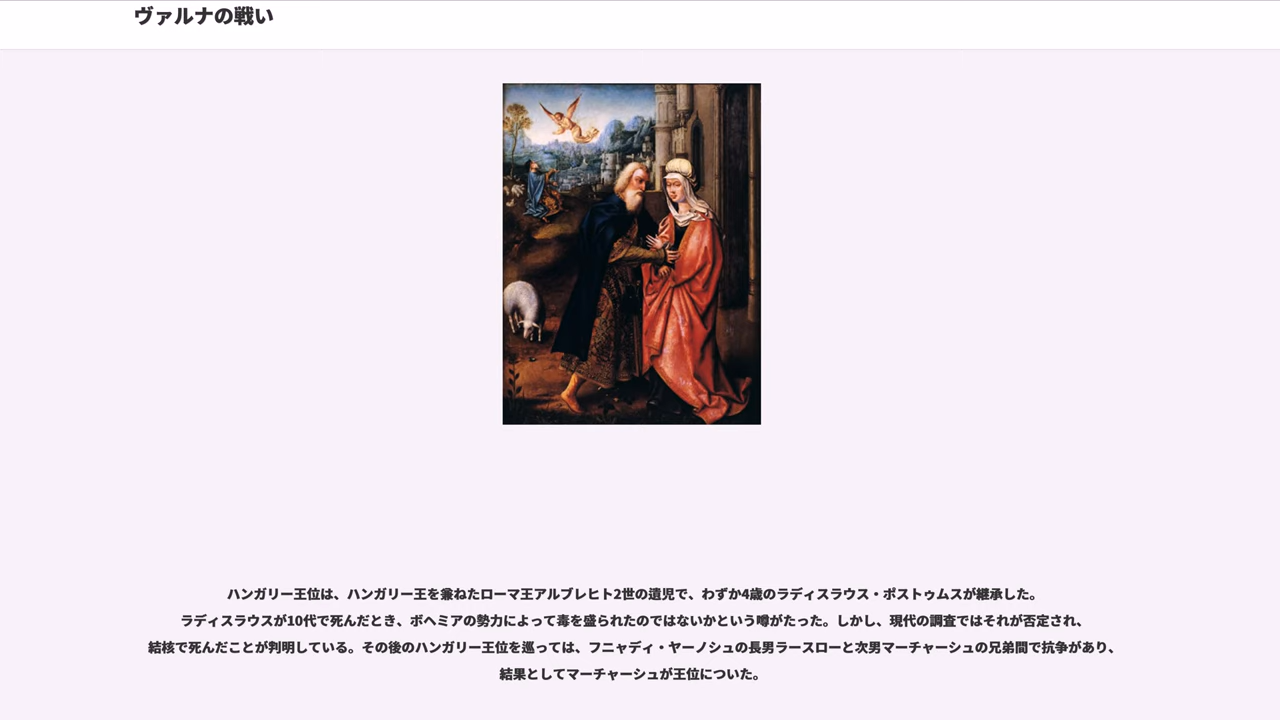 ヴァルナの戦い
ハンガリー王位は、ハンガリー王を兼ねたローマ王アルブレヒト2世の遺児で、わずか4歳のラディスラウス・ポストゥムスが継承した。
ラディスラウスが10代で死んだとき、ボヘミアの勢力によって毒を盛られたのではないかという噂がたった。しかし、現代の調査ではそれが否定され、
結核で死んだことが判明している。その後のハンガリー王位を巡っては、フニャディ・ヤーノシュの長男ラースローと次男マーチャーシュの兄弟間で抗争があり、
結果としてマーチャーシュが王位についた。